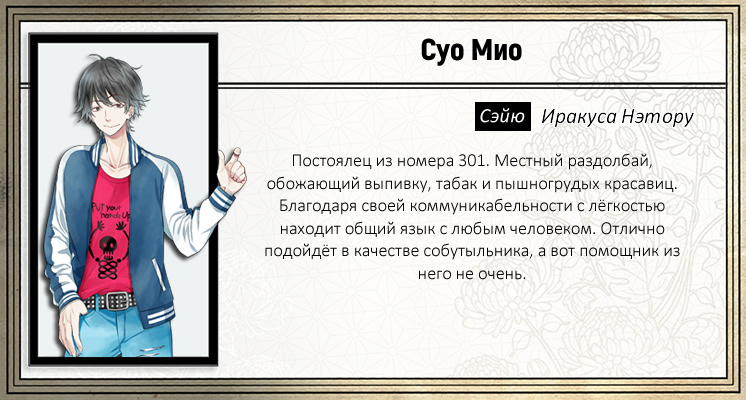 Суо Мио
Сэйю Иракуса Нэтору
Постоялец из номера 301. Местный раздолбай,
обожающий выпивку, табак и пышногрудых красавиц.
Благодаря своей коммуникабельности с лёгкостью
находит общий язык с любым человеком. Отлично
подойдёт в качестве собутыльника, а вот помощник из
него не очень.
Put your
hands Up